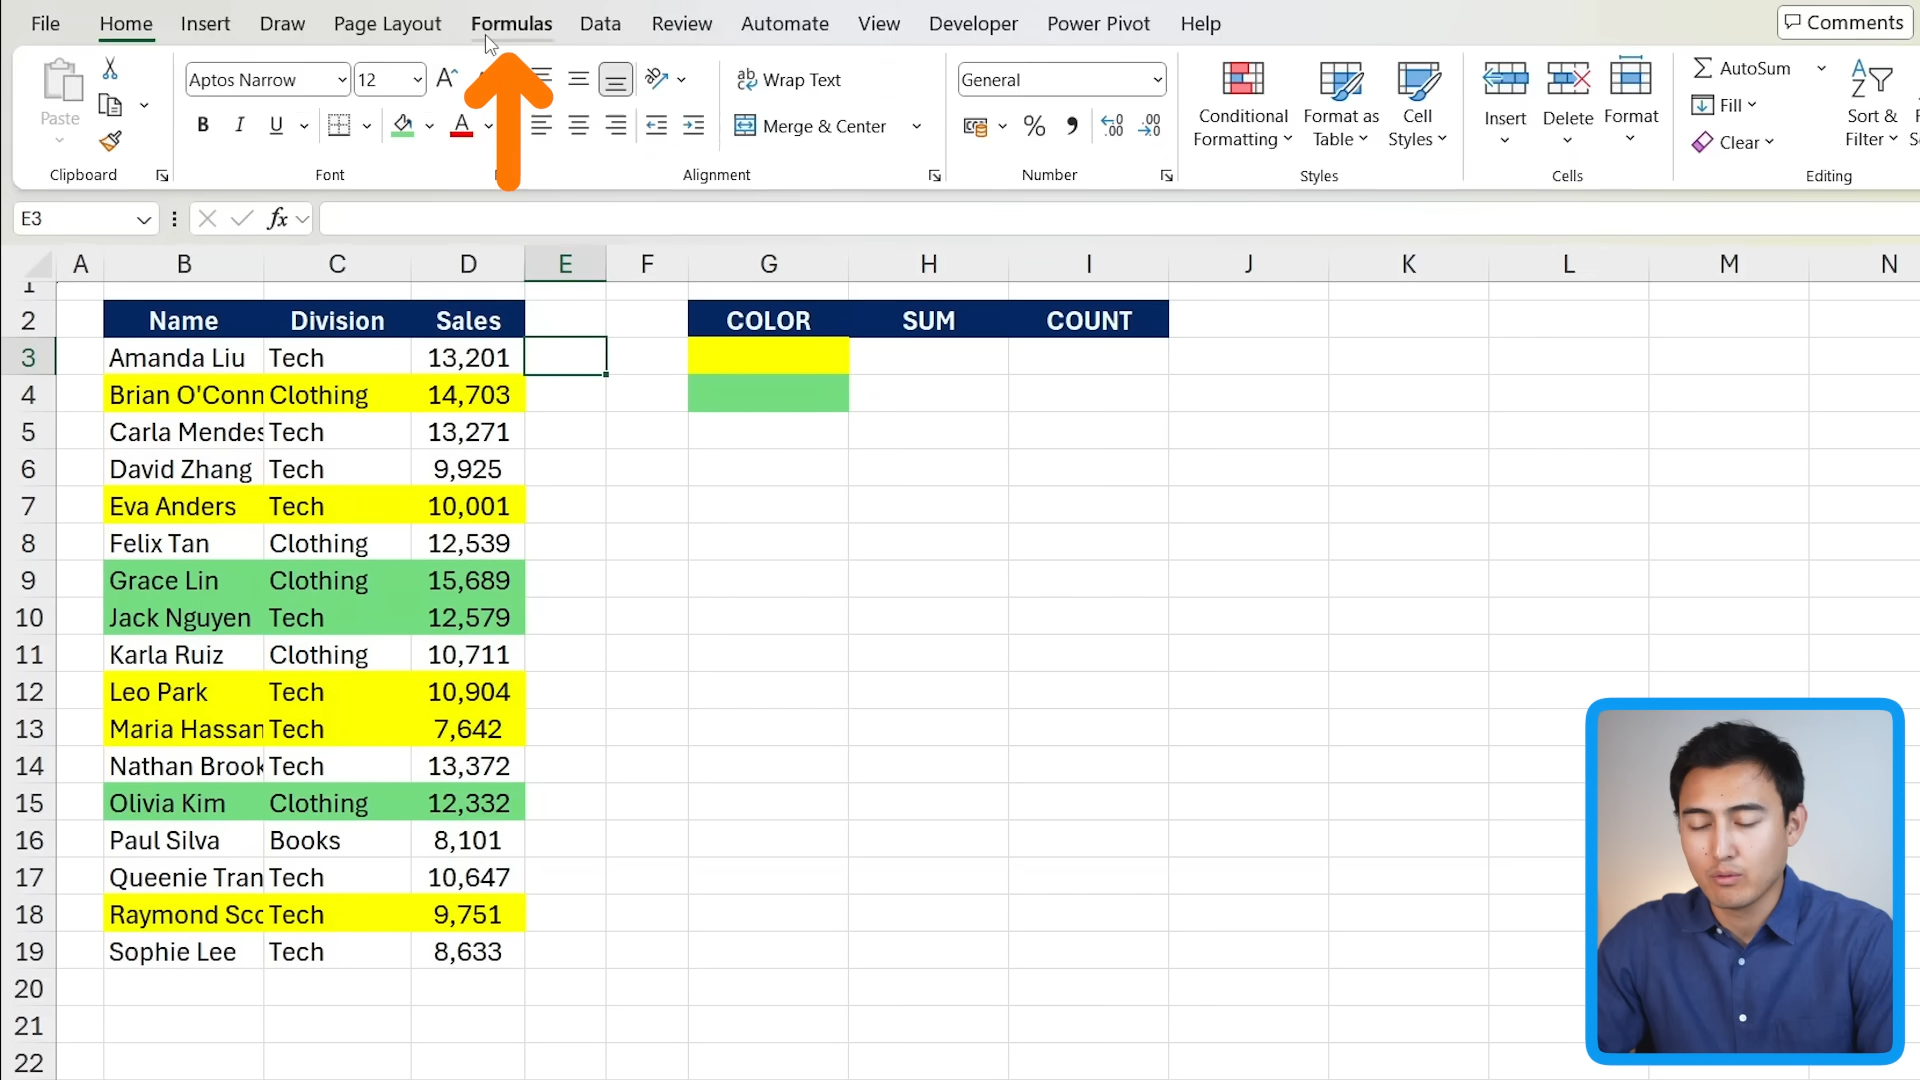 File Home Insert Draw Page Layout Formulas Data Review Automate View Developer Power Pivot Help Comments
Aptos Narrow 12 A Wrap Text General AutoSum
Paste Conditional Formatting Format as Table Cell Styles Insert Delete Format Fill Sort & Filter
B I U A Merge & Center % Clear
Clipboard Font Alignment Number Styles Cells Editing
E3 fx
A B C D E F G H I J K L M N
1
2 Name Division Sales COLOR SUM COUNT
3 Amanda Liu Tech 13,201
4 Brian O'Conn Clothing 14,703
5 Carla Mendes Tech 13,271
6 David Zhang Tech 9,925
7 Eva Anders Tech 10,001
8 Felix Tan Clothing 12,539
9 Grace Lin Clothing 15,689
10 Jack Nguyen Tech 12,579
11 Karla Ruiz Clothing 10,711
12 Leo Park Tech 10,904
13 Maria Hassan Tech 7,642
14 Nathan Brook Tech 13,372
15 Olivia Kim Clothing 12,332
16 Paul Silva Books 8,101
17 Queenie Tran Tech 10,647
18 Raymond Sco Tech 9,751
19 Sophie Lee Tech 8,633
20
21
22